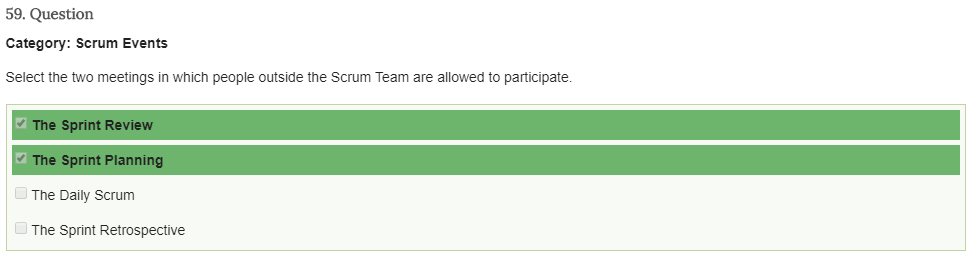 59. Question
Category: Scrum Events
Select the two meetings in which people outside the Scrum Team are allowed to participate.
The Sprint Review
The Sprint Planning
The Daily Scrum
The Sprint Retrospective